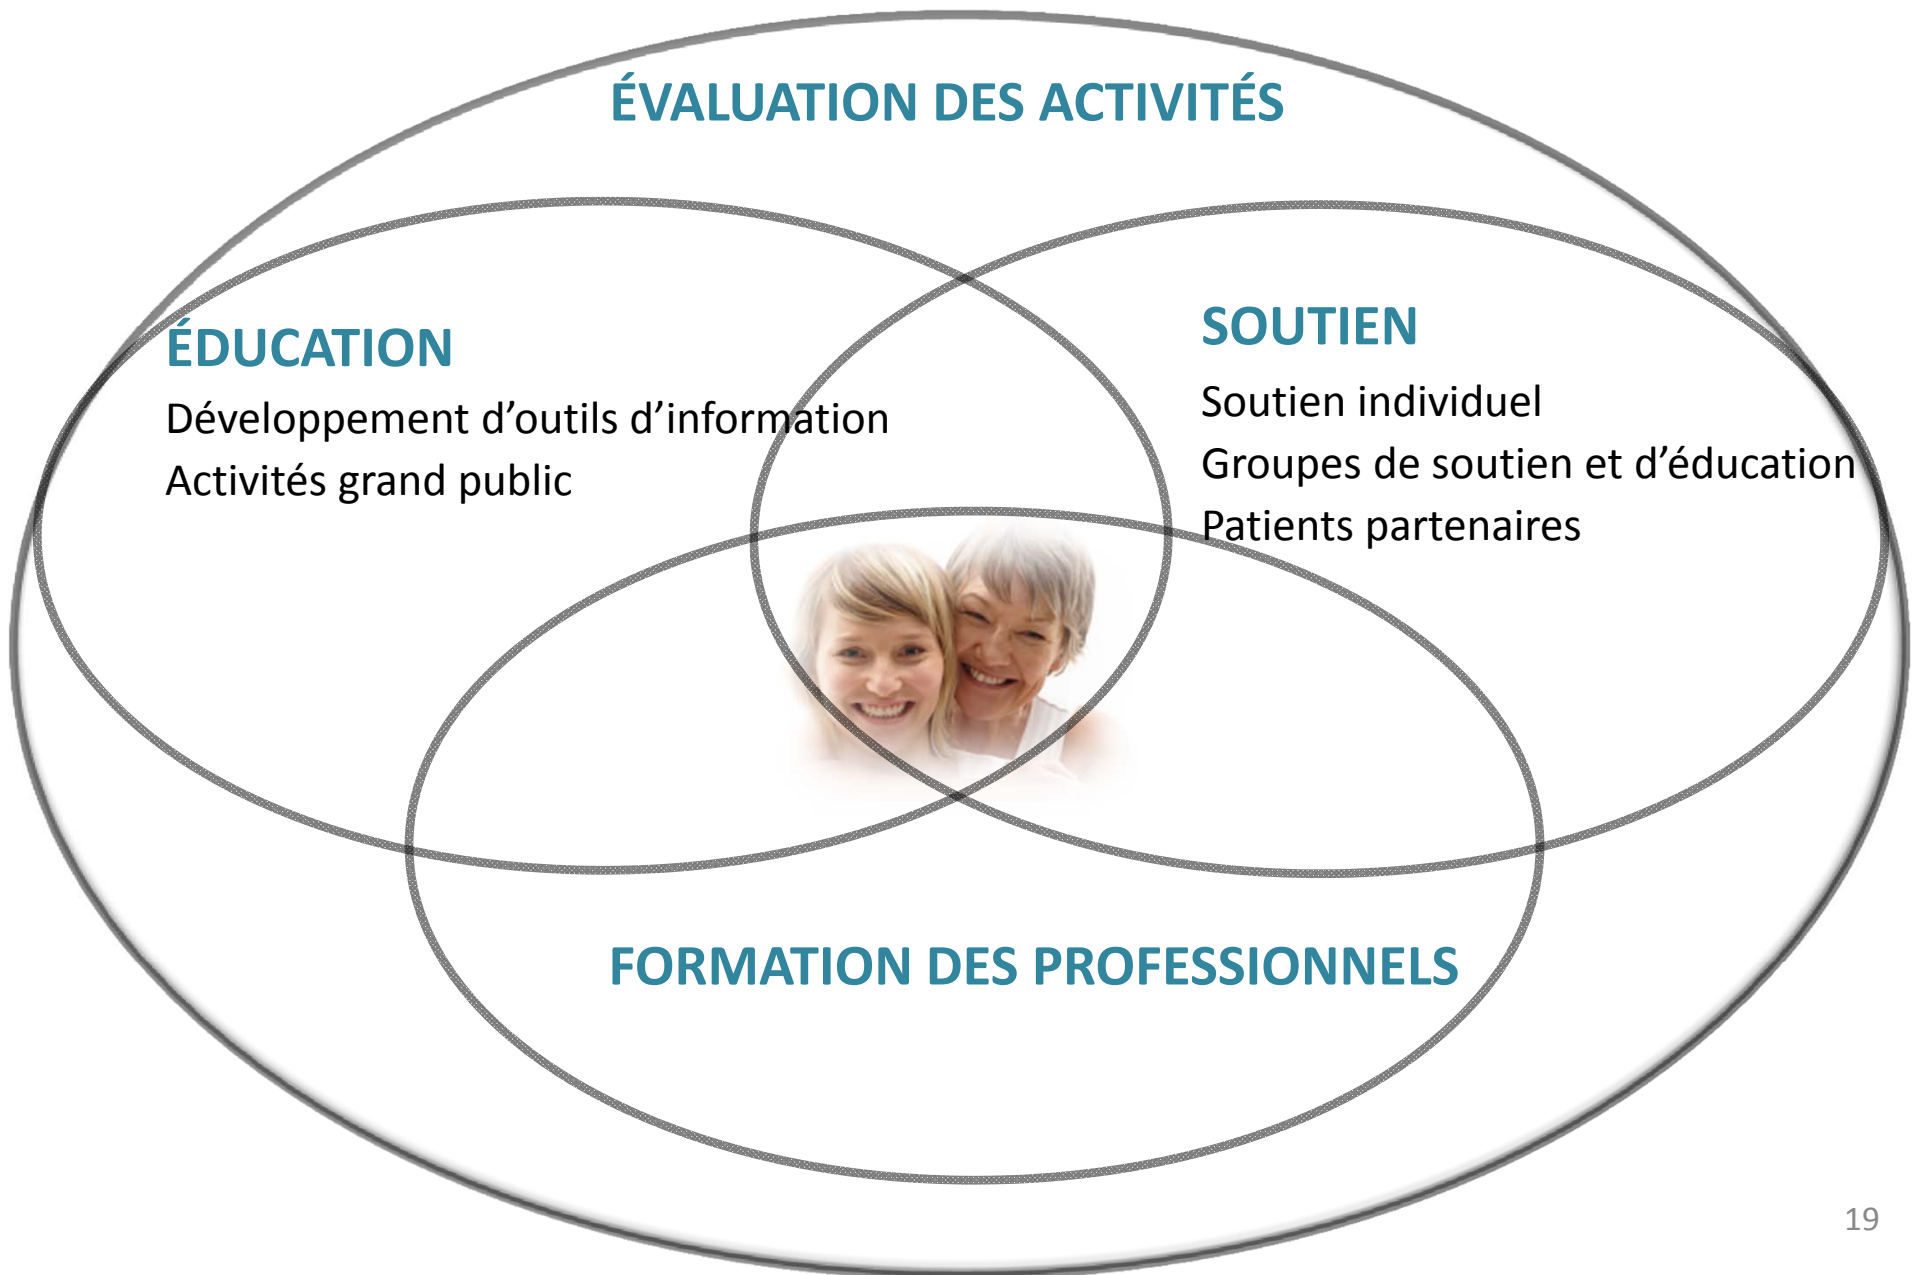 ÉVALUATION DES ACTIVITÉS
ÉDUCATION
Développement d’outils d’information
Activités grand public
SOUTIEN
Soutien individuel
Groupes de soutien et d’éducation
Patients partenaires
FORMATION DES PROFESSIONNELS
19